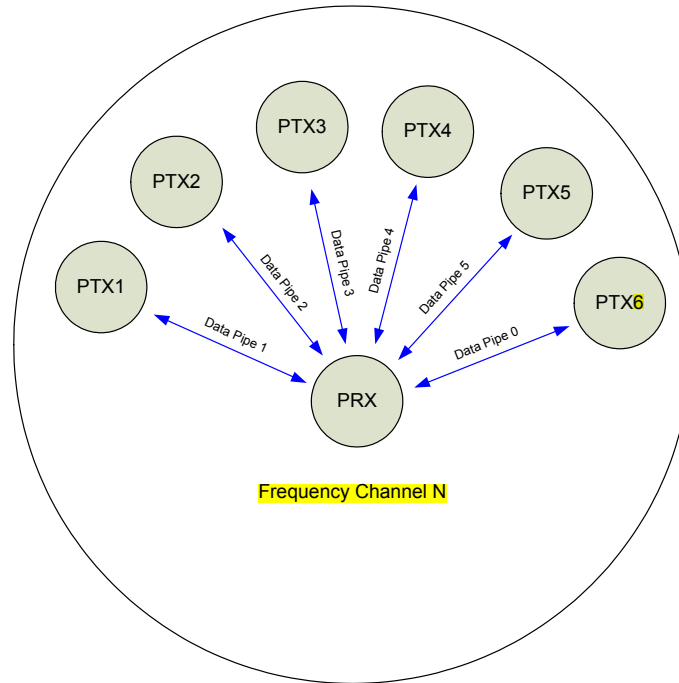 PTX3
PTX4
PTX2
PTX5
PTX1
PTX6
Data Pipe 1
Data Pipe 2
Data Pipe 3
Data Pipe 4
Data Pipe 5
Data Pipe 0
PRX
Frequency Channel N